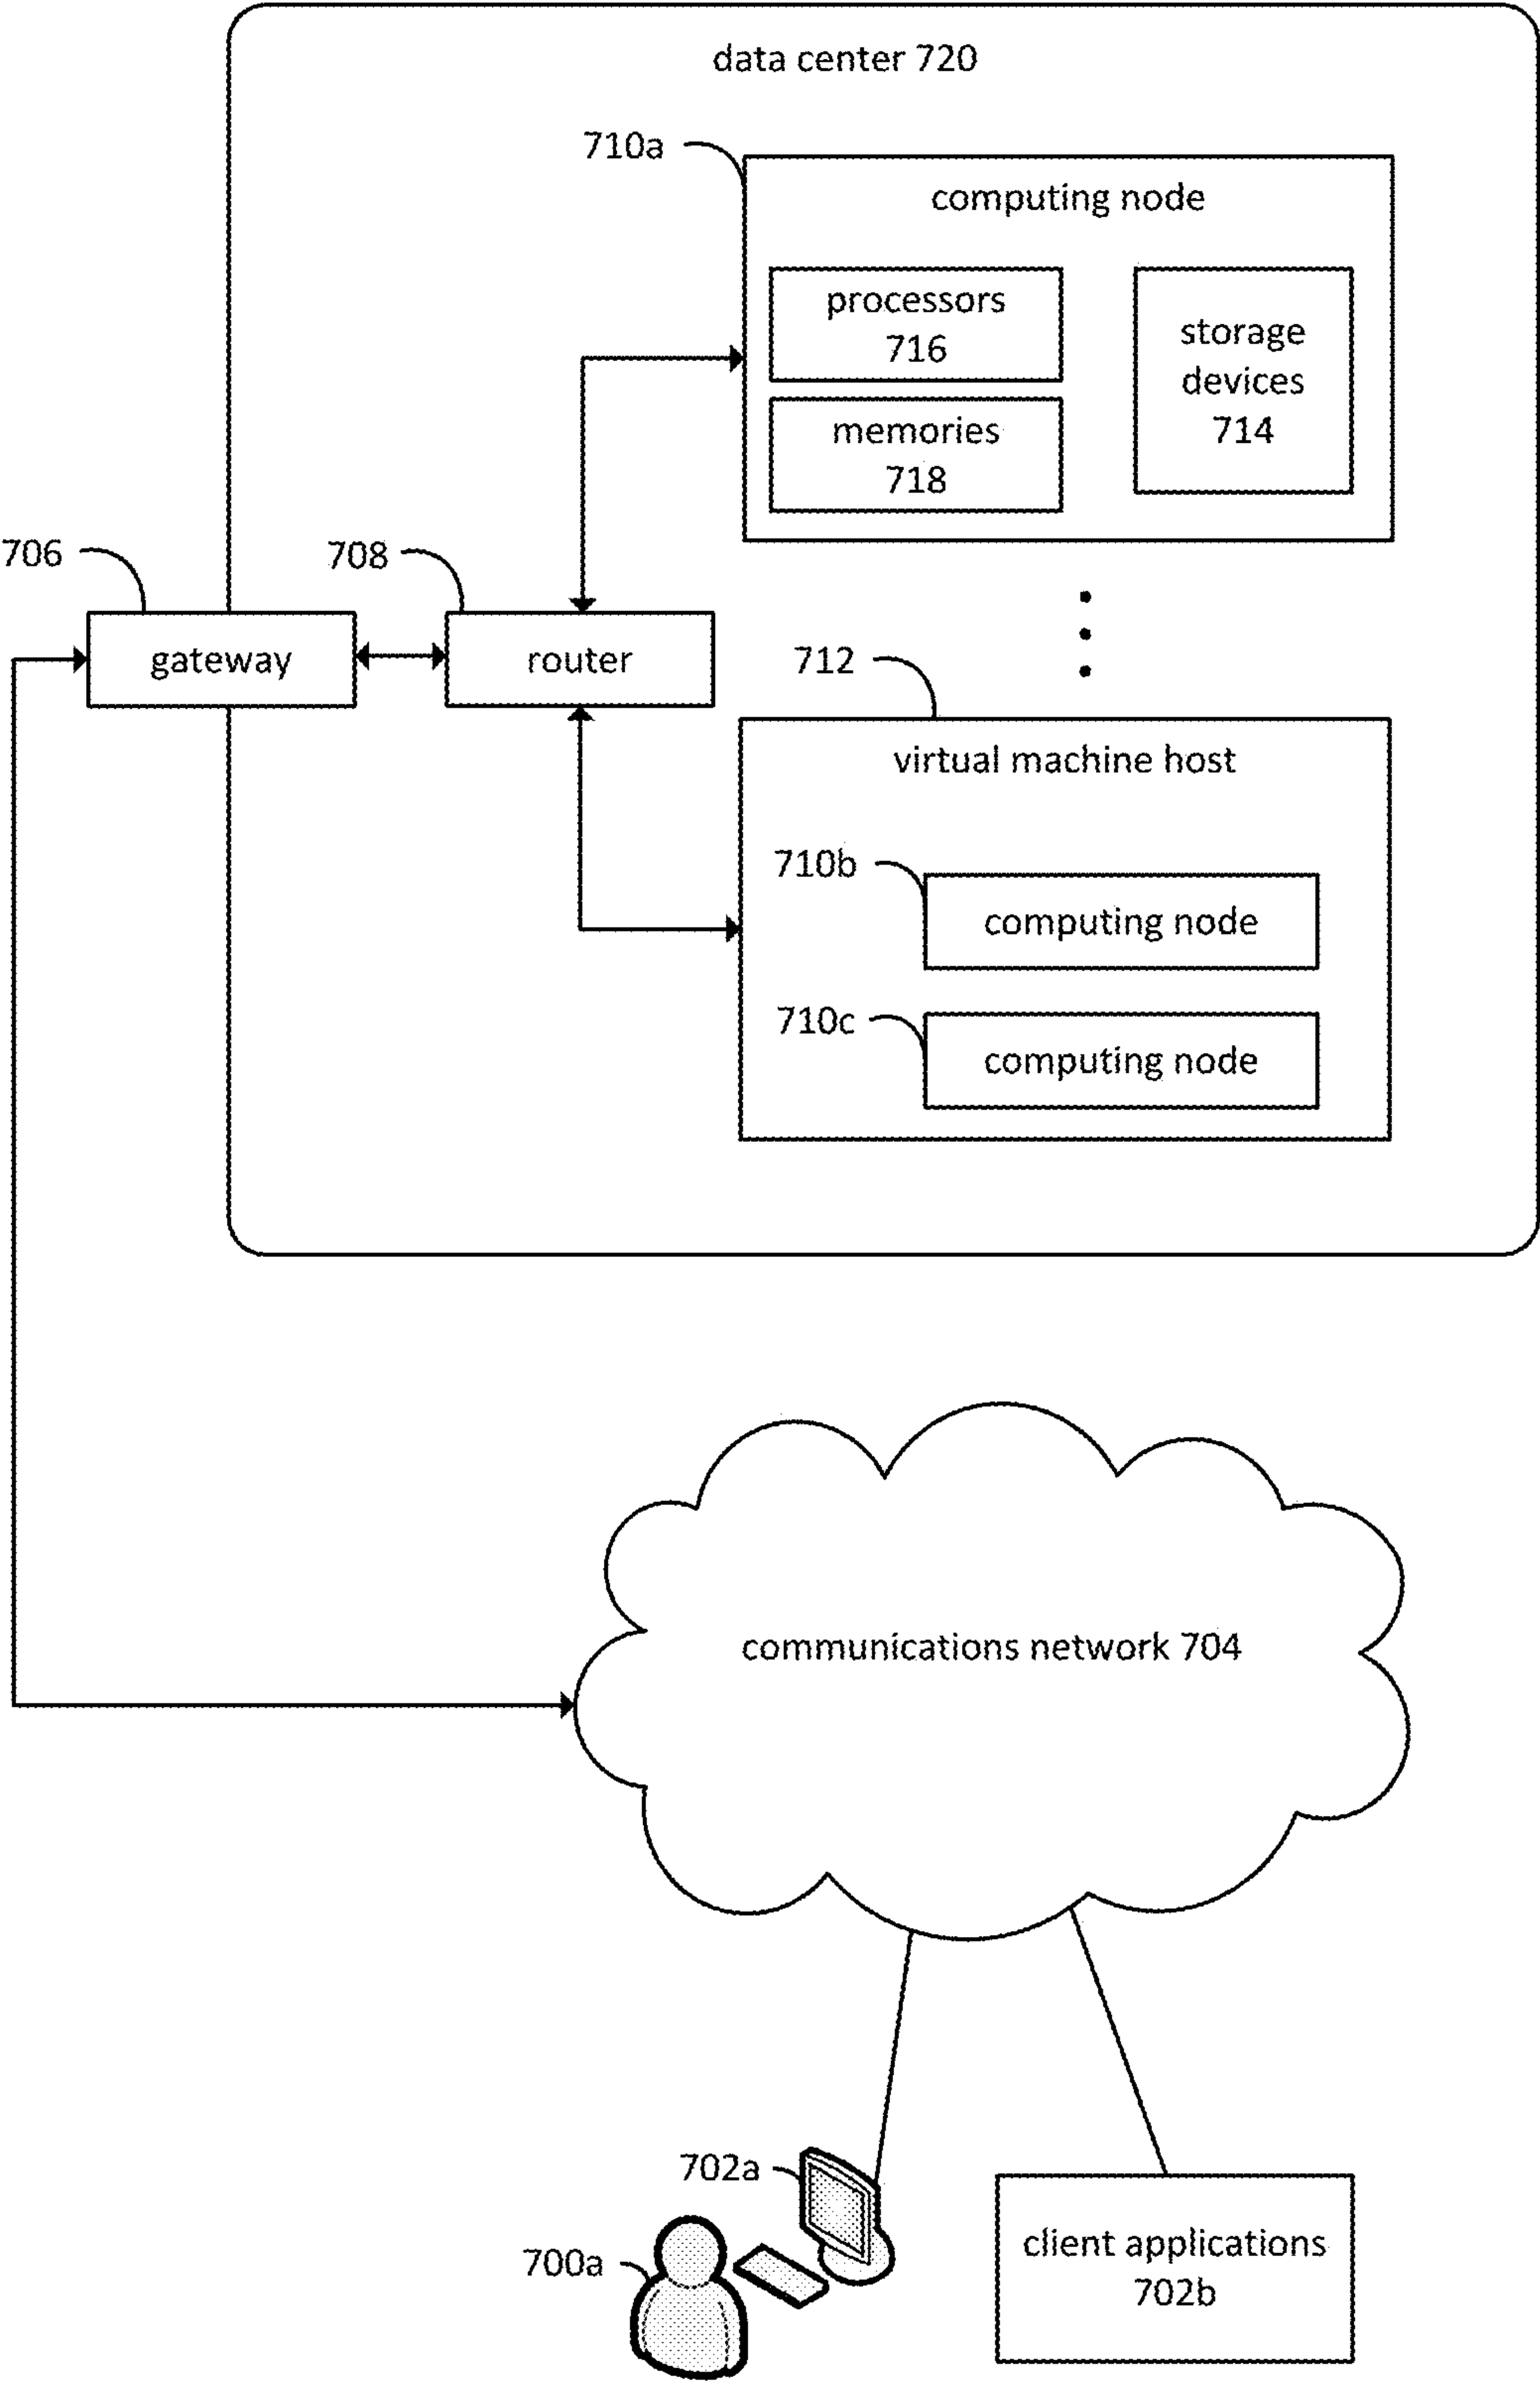 data center 720
710a
computing node
processors
716
storage
devices
714
memories
718
706
708
gateway
router
712
virtual machine host
710b
computing node
710c
computing node
communications network 704
702a
700a
client applications
702b